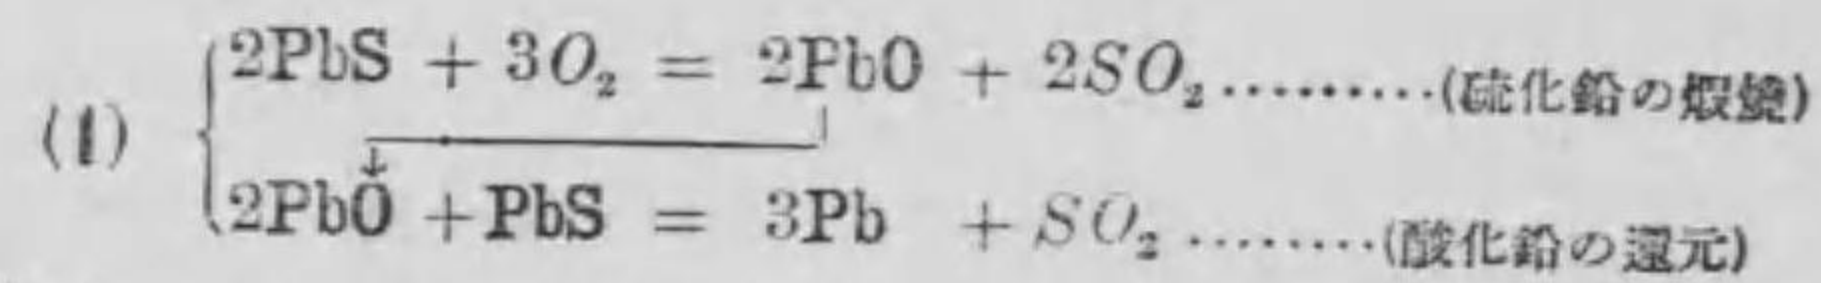 (1) 2PbS + 3O₂ = 2PbO + 2SO₂.........(硫化鉛の煆燒)
2PbO + PbS = 3Pb + SO₂ ........(酸化鉛の還元)